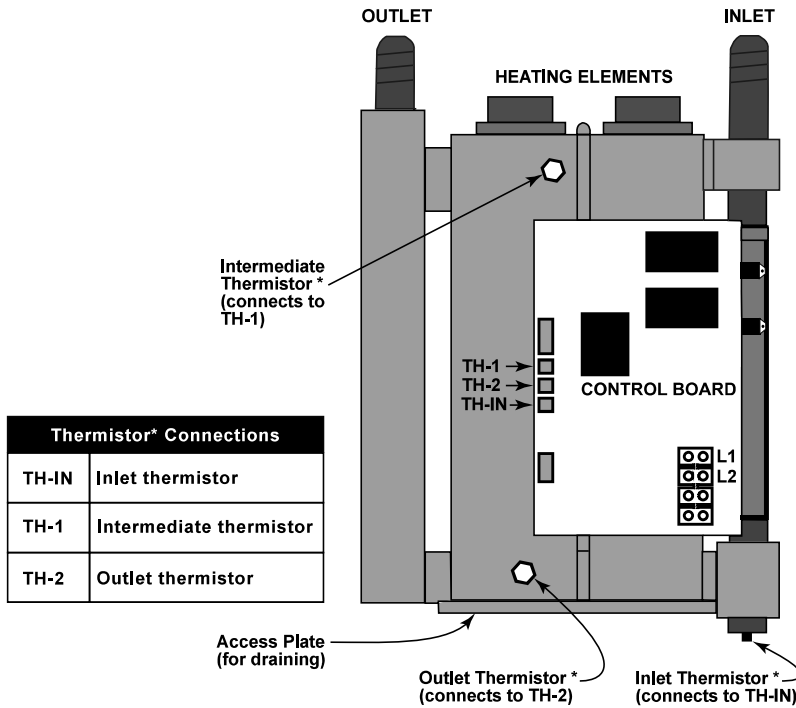 OUTLET
INLET
HEATING ELEMENTS
Intermediate
Thermistor *
(connects to
TH-1)
TH-1
TH-2
TH-IN
CONTROL BOARD
L1
L2
Thermistor* Connections
TH-IN Inlet thermistor
TH-1 Intermediate thermistor
TH-2 Outlet thermistor
Access Plate
(for draining)
Outlet Thermistor *
(connects to TH-2)
Inlet Thermistor *
(connects to TH-IN)